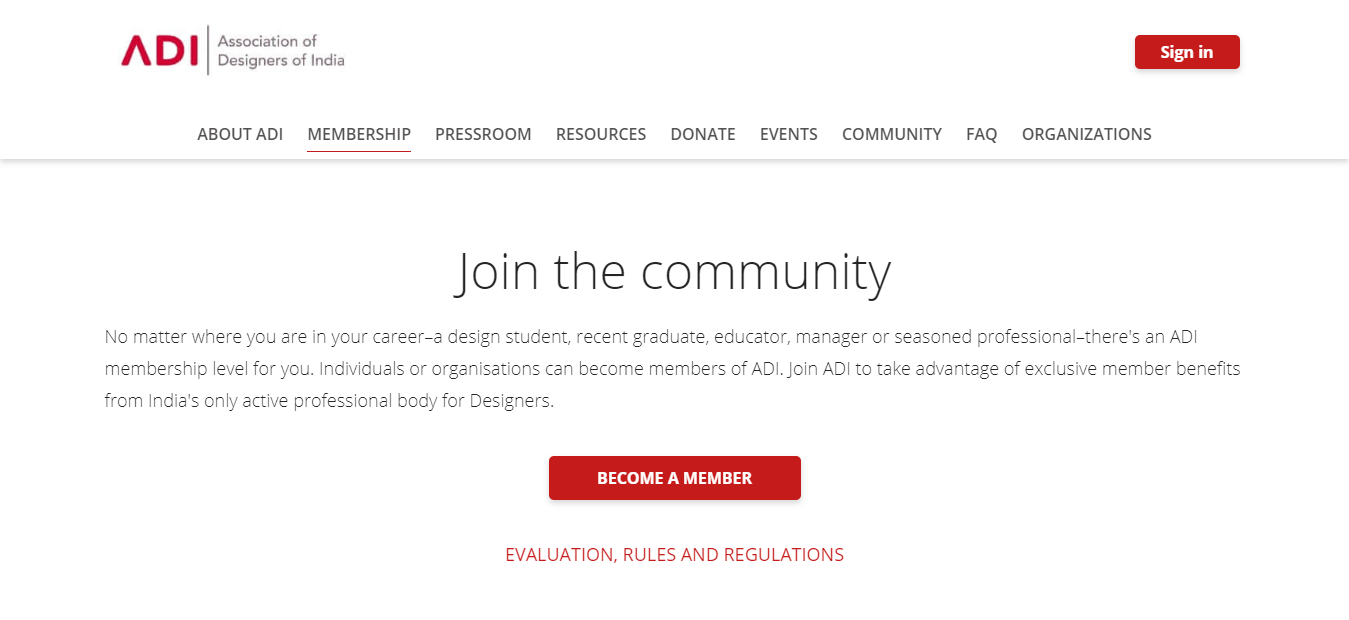 ADI
Association of
Designers of India
Sign in
ABOUT ADI MEMBERSHIP PRESSROOM RESOURCES DONATE EVENTS COMMUNITY FAQ ORGANIZATIONS
Join the community
No matter where you are in your career–a design student, recent graduate, educator, manager or seasoned professional–there's an ADI
membership level for you. Individuals or organisations can become members of ADI. Join ADI to take advantage of exclusive member benefits
from India's only active professional body for Designers.
BECOME A MEMBER
EVALUATION, RULES AND REGULATIONS